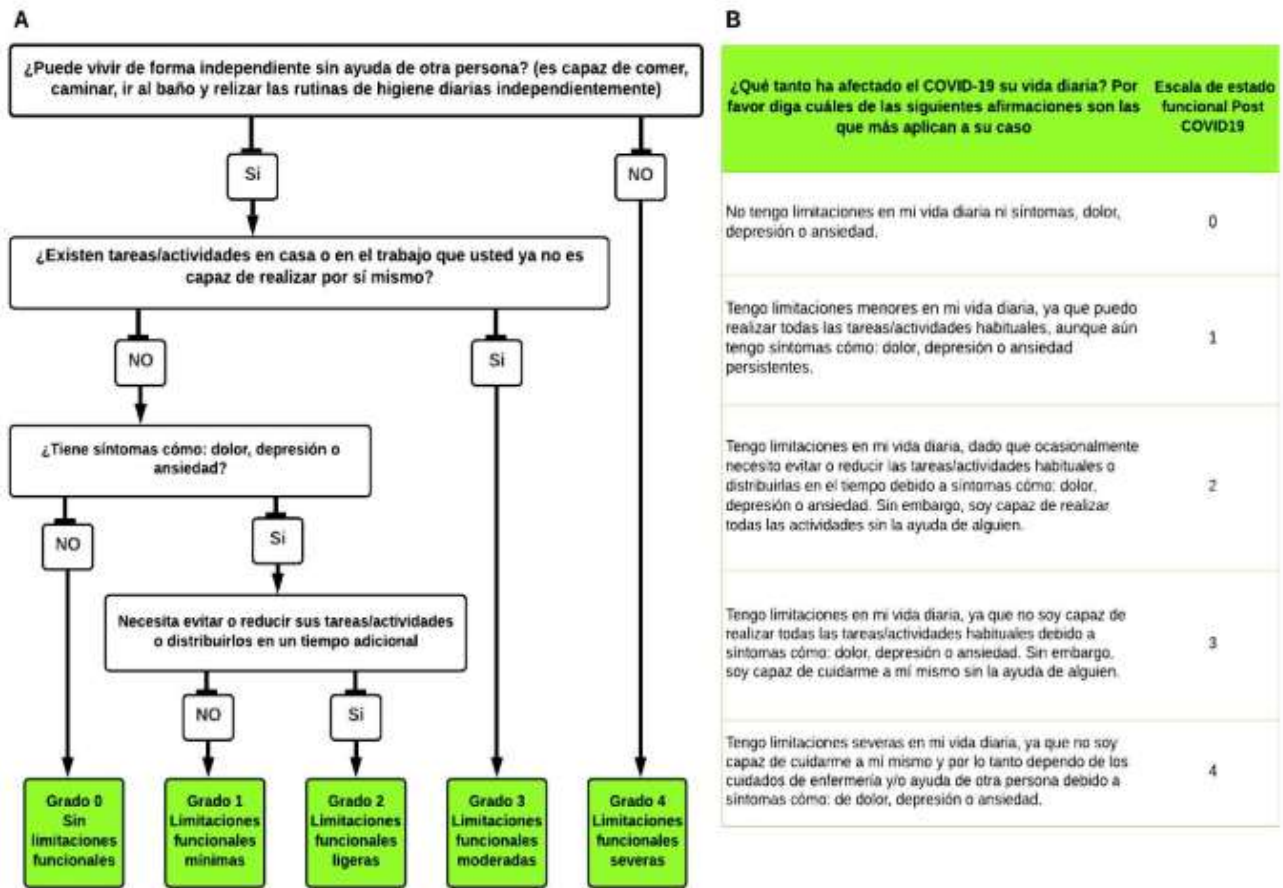 A
¿Puede vivir de forma independiente sin ayuda de otra persona? (es capaz de comer,
caminar, ir al baño y relizar las rutinas de higiene diarias independientemente)
Si
NO
¿Existen tareas/actividades en casa o en el trabajo que usted ya no es
capaz de realizar por sí mismo?
NO
Si
¿Tiene síntomas cómo: dolor, depresión o
ansiedad?
NO
Si
Necesita evitar o reducir sus tareas/actividades
o distribuirlos en un tiempo adicional
NO
Si
Grado 0
Sin
limitaciones
funcionales
Grado 1
Limitaciones
funcionales
mínimas
Grado 2
Limitaciones
funcionales
ligeras
Grado 3
Limitaciones
funcionales
moderadas
Grado 4
Limitaciones
funcionales
severas
B
¿Qué tanto ha afectado el COVID-19 su vida diaria? Por
favor diga cuáles de las siguientes afirmaciones son las
que más aplican a su caso
Escala de estado
funcional Post
COVID19
No tengo limitaciones en mi vida diaria ni síntomas, dolor,
depresión o ansiedad.
0
Tengo limitaciones menores en mi vida diaria, ya que puedo
realizar todas las tareas/actividades habituales, aunque aún
tengo síntomas cómo: dolor, depresión o ansiedad
persistentes.
1
Tengo limitaciones en mi vida diaria, dado que ocasionalmente
necesito evitar o reducir las tareas/actividades habituales o
distribuirlas en el tiempo debido a síntomas cómo: dolor,
depresión o ansiedad. Sin embargo, soy capaz de realizar
todas las actividades sin la ayuda de alguien.
2
Tengo limitaciones en mi vida diaria, ya que no soy capaz de
realizar todas las tareas/actividades habituales debido a
síntomas cómo: dolor, depresión o ansiedad. Sin embargo,
soy capaz de cuidarme a mí mismo sin la ayuda de alguien.
3
Tengo limitaciones severas en mi vida diaria, ya que no soy
capaz de cuidarme a mí mismo y por lo tanto dependo de los
cuidados de enfermería y/o ayuda de otra persona debido a
síntomas cómo: de dolor, depresión o ansiedad.
4